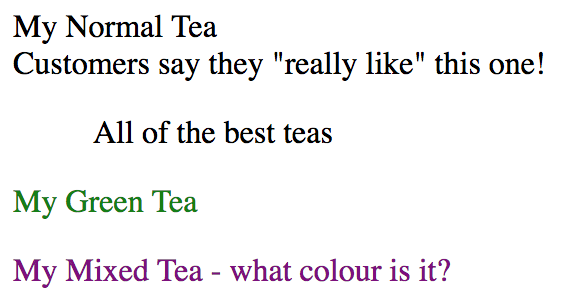 My Normal Tea
Customers say they "really like" this one!
All of the best teas
My Green Tea
My Mixed Tea - what colour is it?